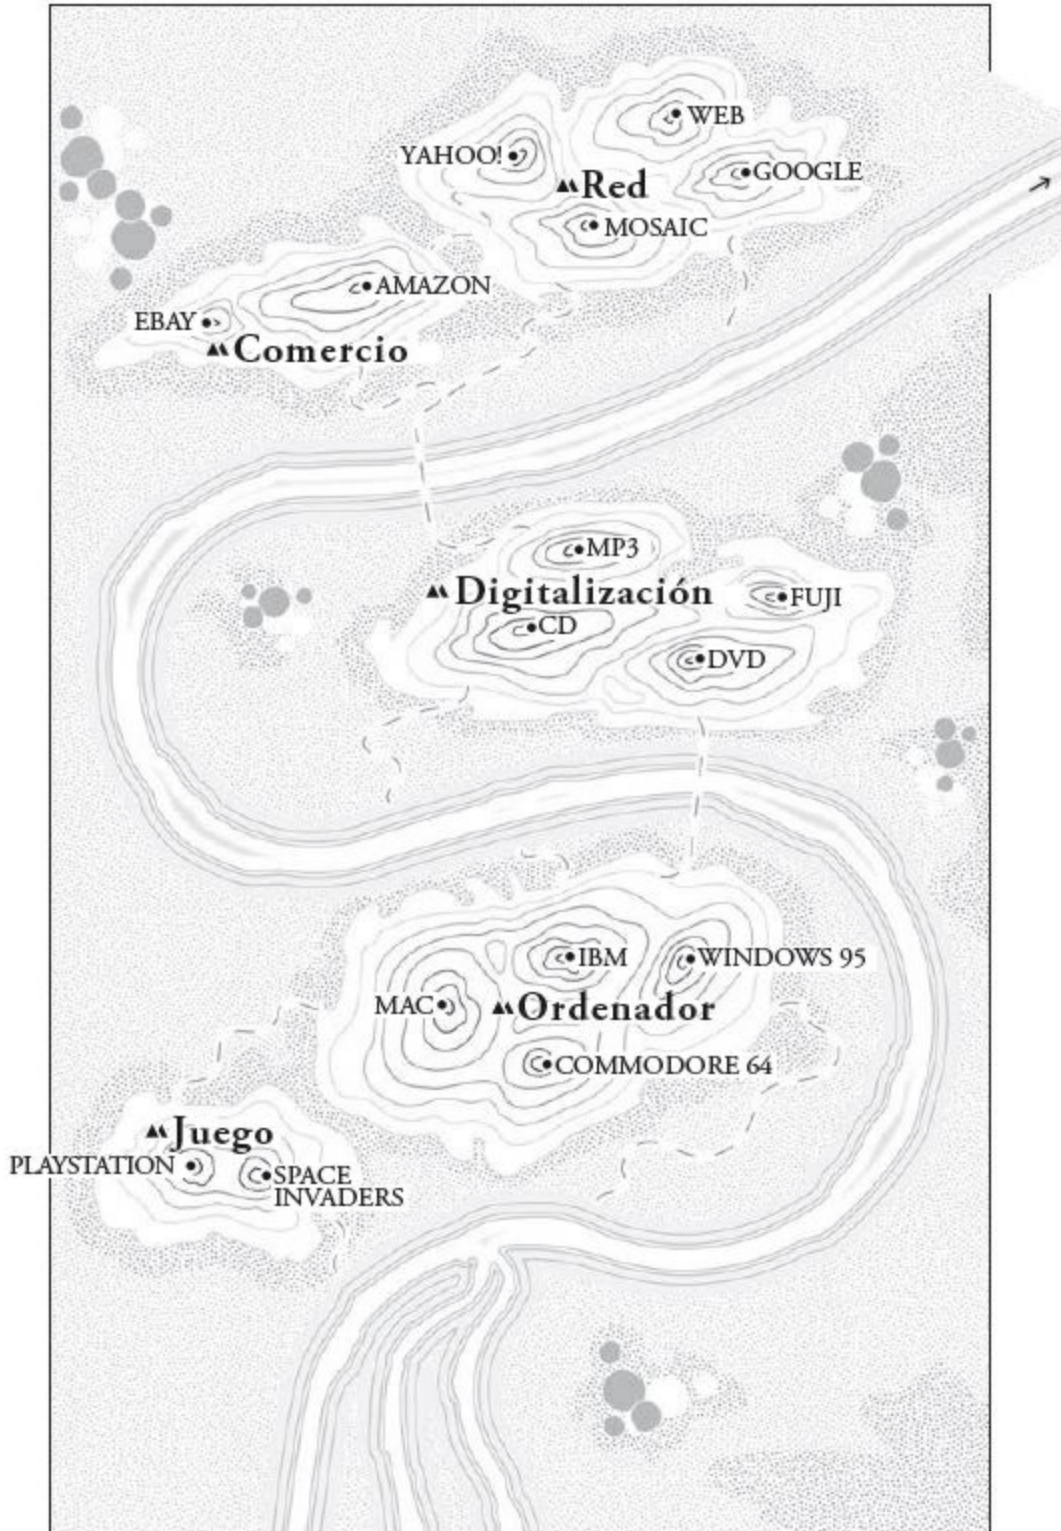 WEB
YAHOO!
GOOGLE
Red
MOSAIC
AMAZON
EBAY
Comercio
MP3
Digitalización
FUJI
CD
DVD
IBM
WINDOWS 95
MAC
Ordenador
COMMODORE 64
Juego
PLAYSTATION
SPACE
INVADERS